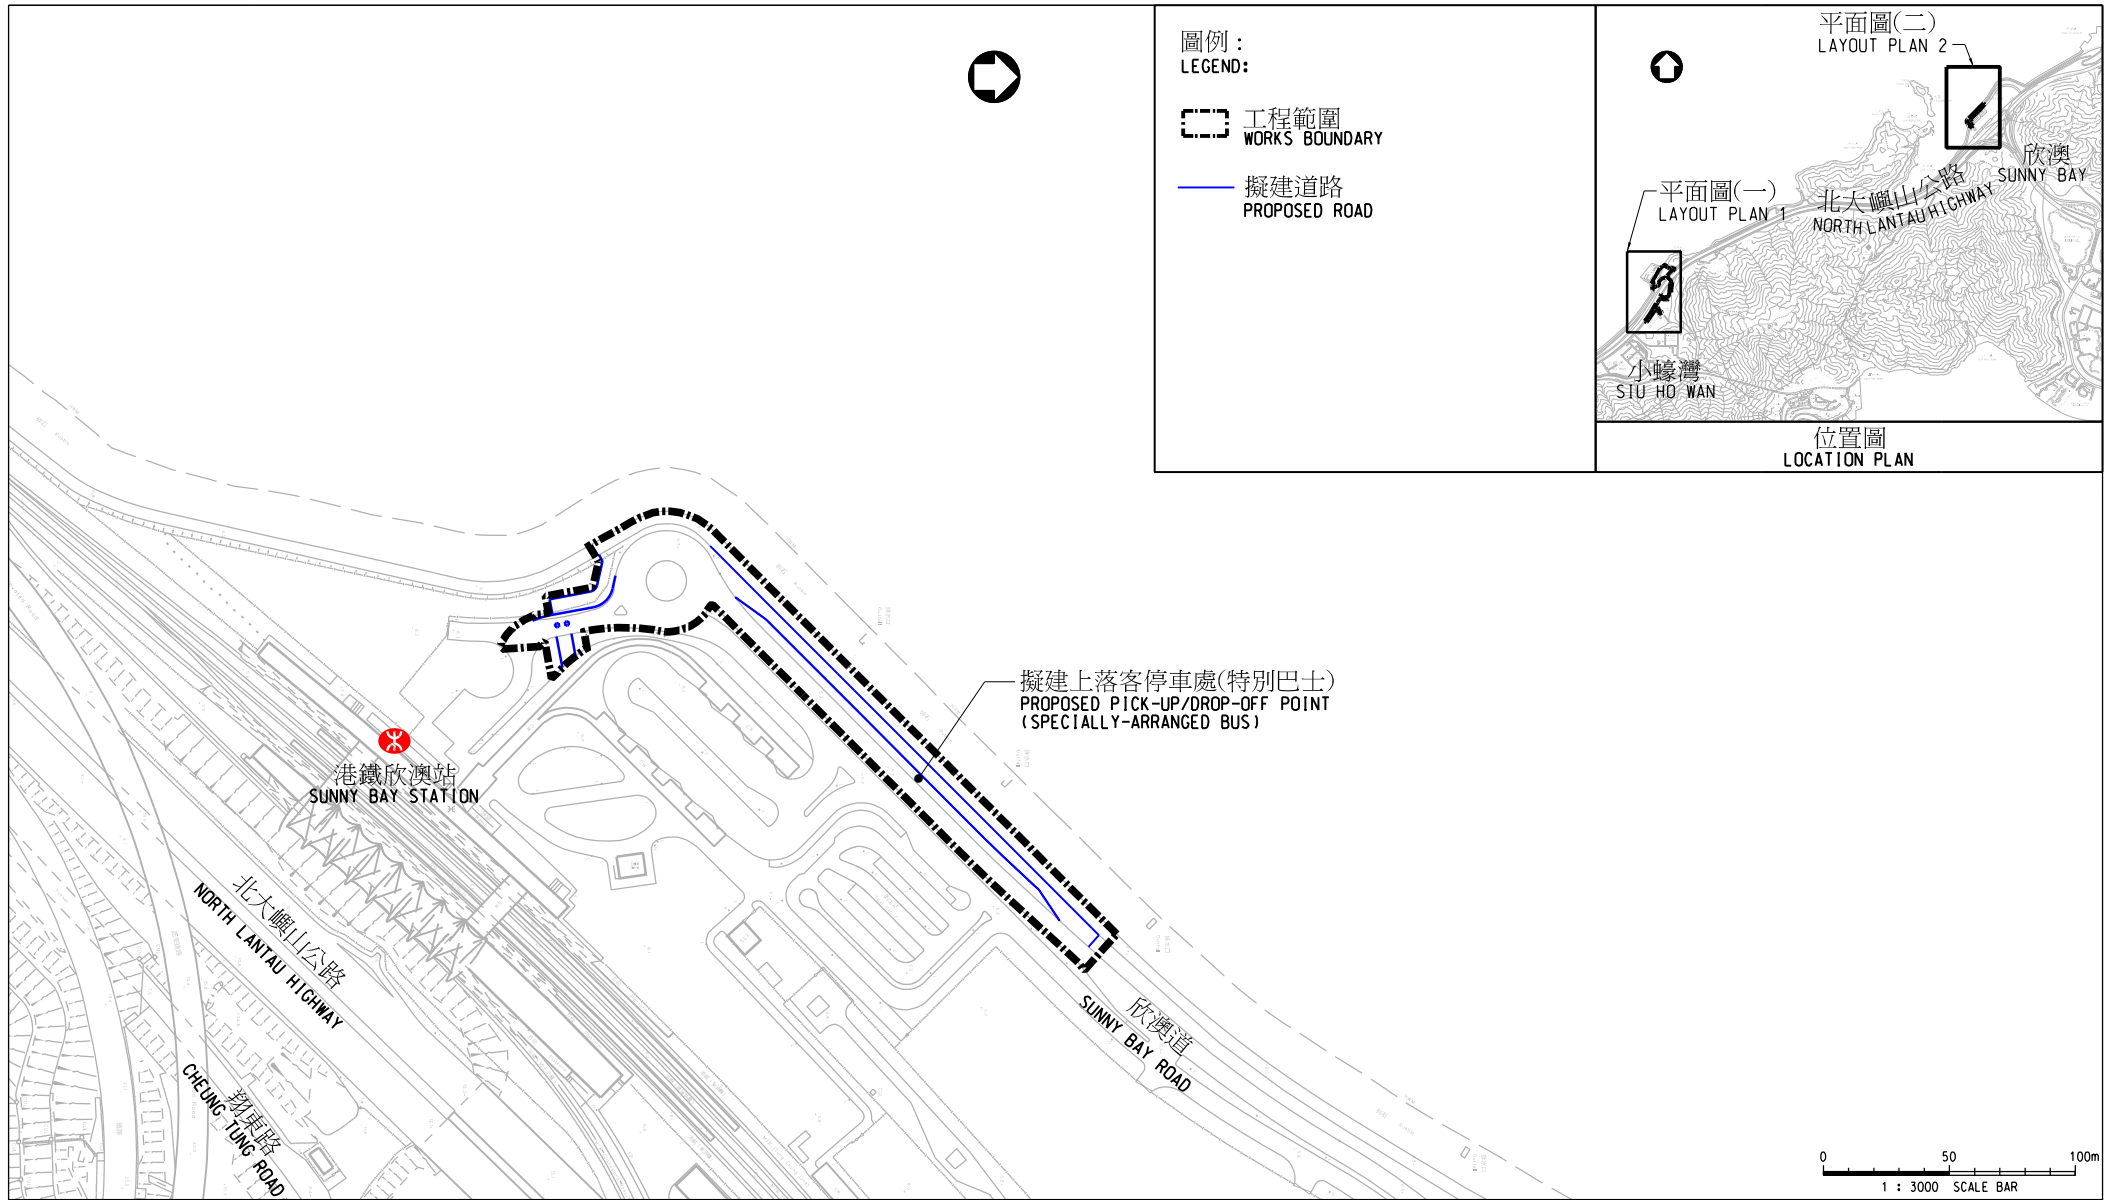 圖例 :
LEGEND:
工程範圍
WORKS BOUNDARY
擬建道路
PROPOSED ROAD
平面圖(二)
LAYOUT PLAN 2
欣澳
SUNNY BAY
平面圖(一)
LAYOUT PLAN 1
北大嶼山公路
NORTH LANTAU HIGHWAY
小蠔灣
SIU HO WAN
位置圖
LOCATION PLAN
擬建上落客停車處(特別巴士)
PROPOSED PICK-UP/DROP-OFF POINT
(SPECIALLY-ARRANGED BUS)
港鐵欣澳站
SUNNY BAY STATION
北大嶼山公路
NORTH LANTAU HIGHWAY
欣澳道
SUNNY BAY ROAD
翔東路
CHEUNG TUNG ROAD
0 50 100m
1 : 3000 SCALE BAR